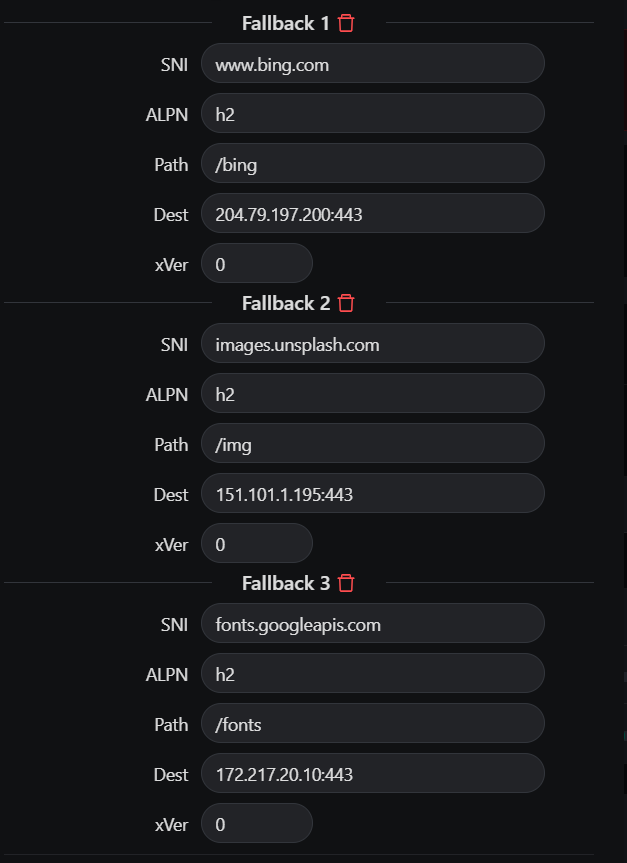 Fallback 1
SNI www.bing.com
ALPN h2
Path /bing
Dest 204.79.197.200:443
xVer 0
Fallback 2
SNI images.unsplash.com
ALPN h2
Path /img
Dest 151.101.1.195:443
xVer 0
Fallback 3
SNI fonts.googleapis.com
ALPN h2
Path /fonts
Dest 172.217.20.10:443
xVer 0